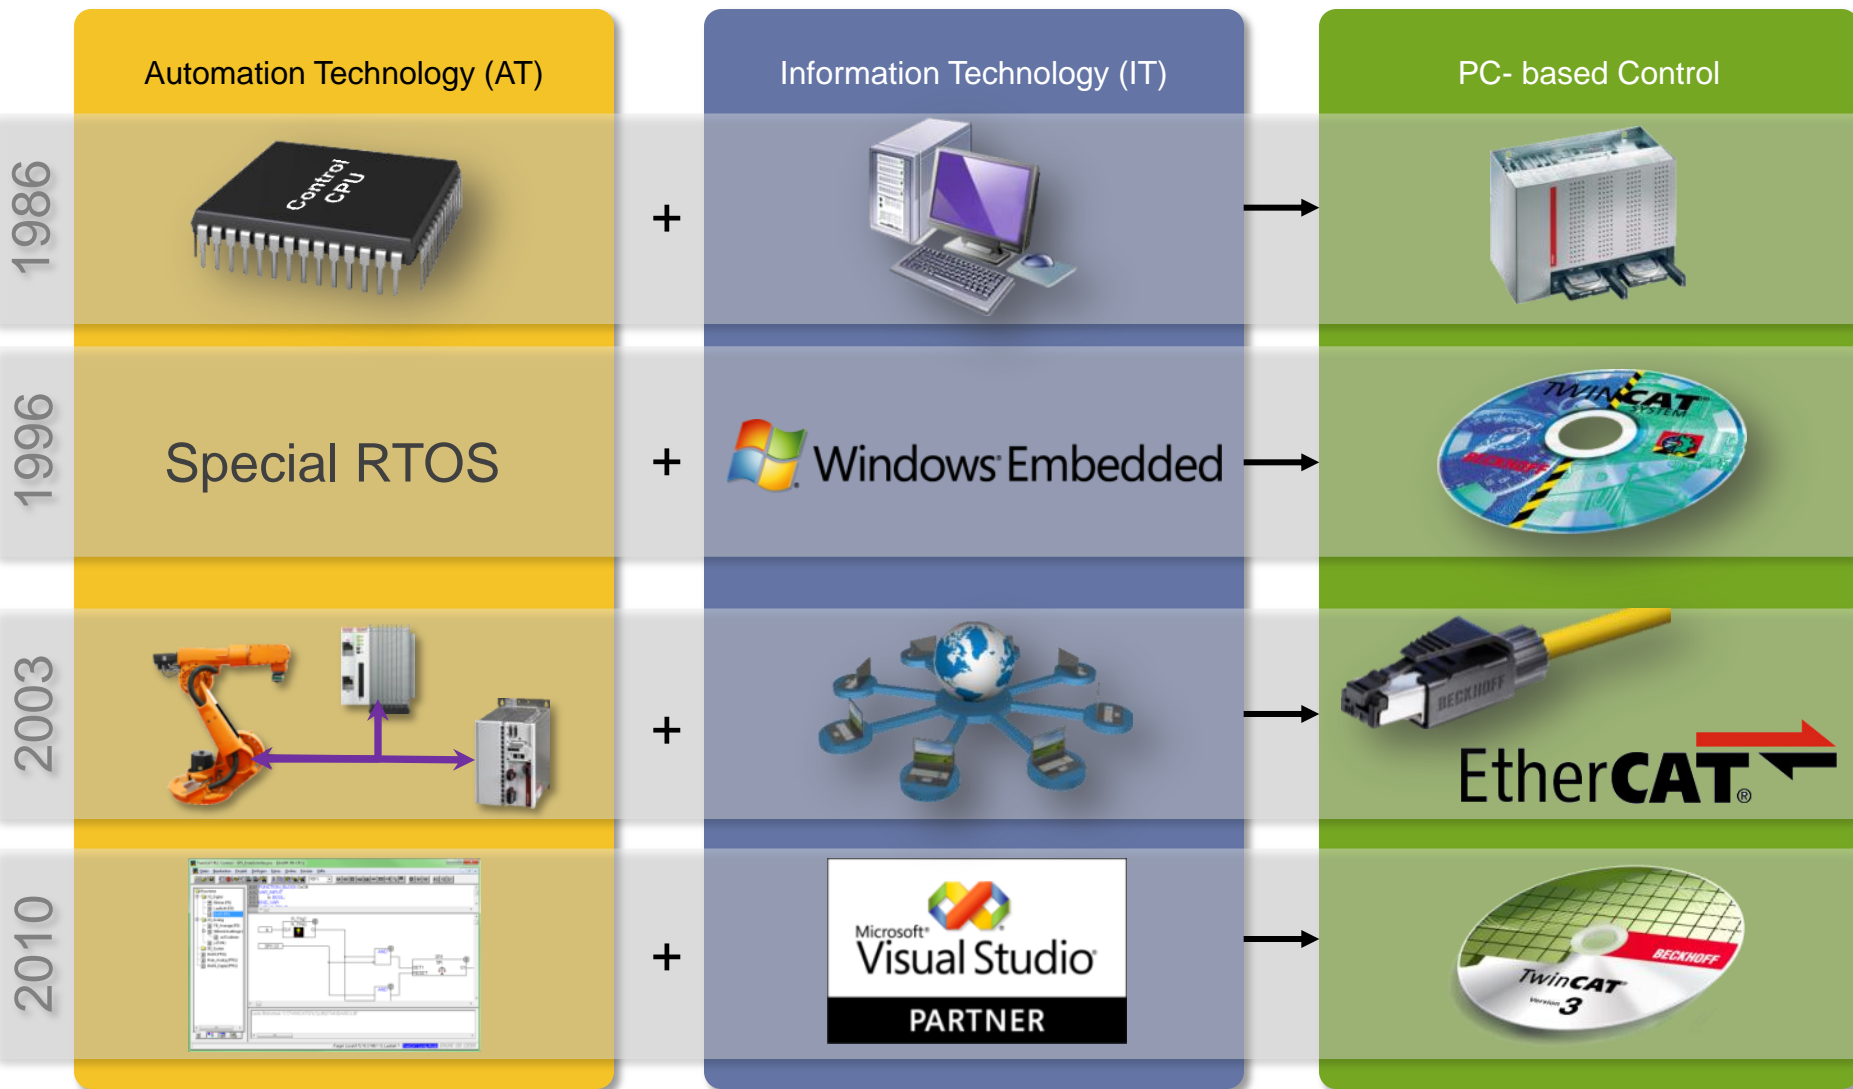 Automation Technology (AT)
Information Technology (IT)
PC- based Control
1986
Control
CPU
+
1996
Special RTOS
+
Windows® Embedded
TWINCAT®
SYSTEM
BECKHOFF
2003
+
BECKHOFF
EtherCAT®
2010
+
Microsoft®
Visual Studio®
PARTNER
BECKHOFF
TwinCAT®
Version 3